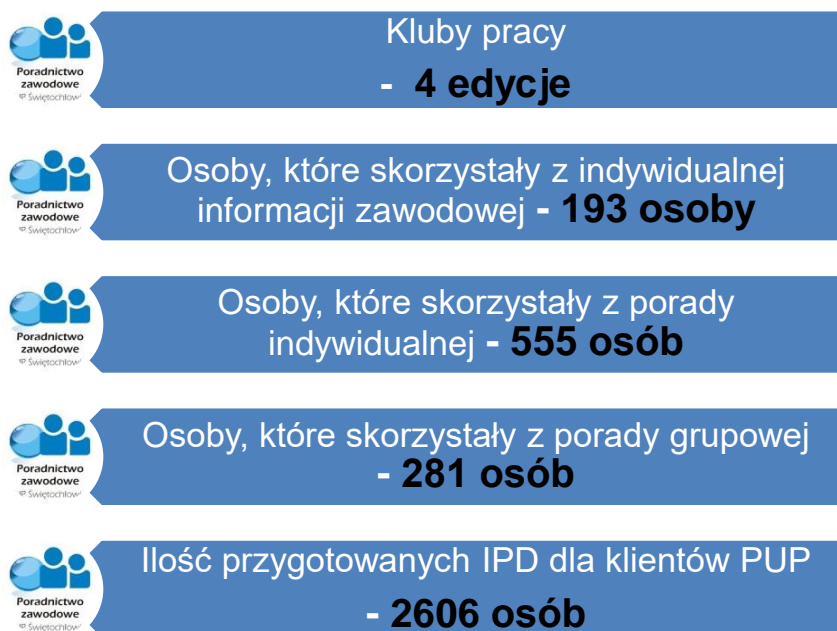 Poradnictwo
zawodowe
Kluby pracy
- 4 edycje
Poradnictwo
zawodowe
Osoby, które skorzystały z indywidualnej
informacji zawodowej - 193 osoby
Poradnictwo
zawodowe
Osoby, które skorzystały z porady
indywidualnej - 555 osób
Poradnictwo
zawodowe
Osoby, które skorzystały z porady grupowej
- 281 osób
Poradnictwo
zawodowe
Ilość przygotowanych IPD dla klientów PUP
- 2606 osób